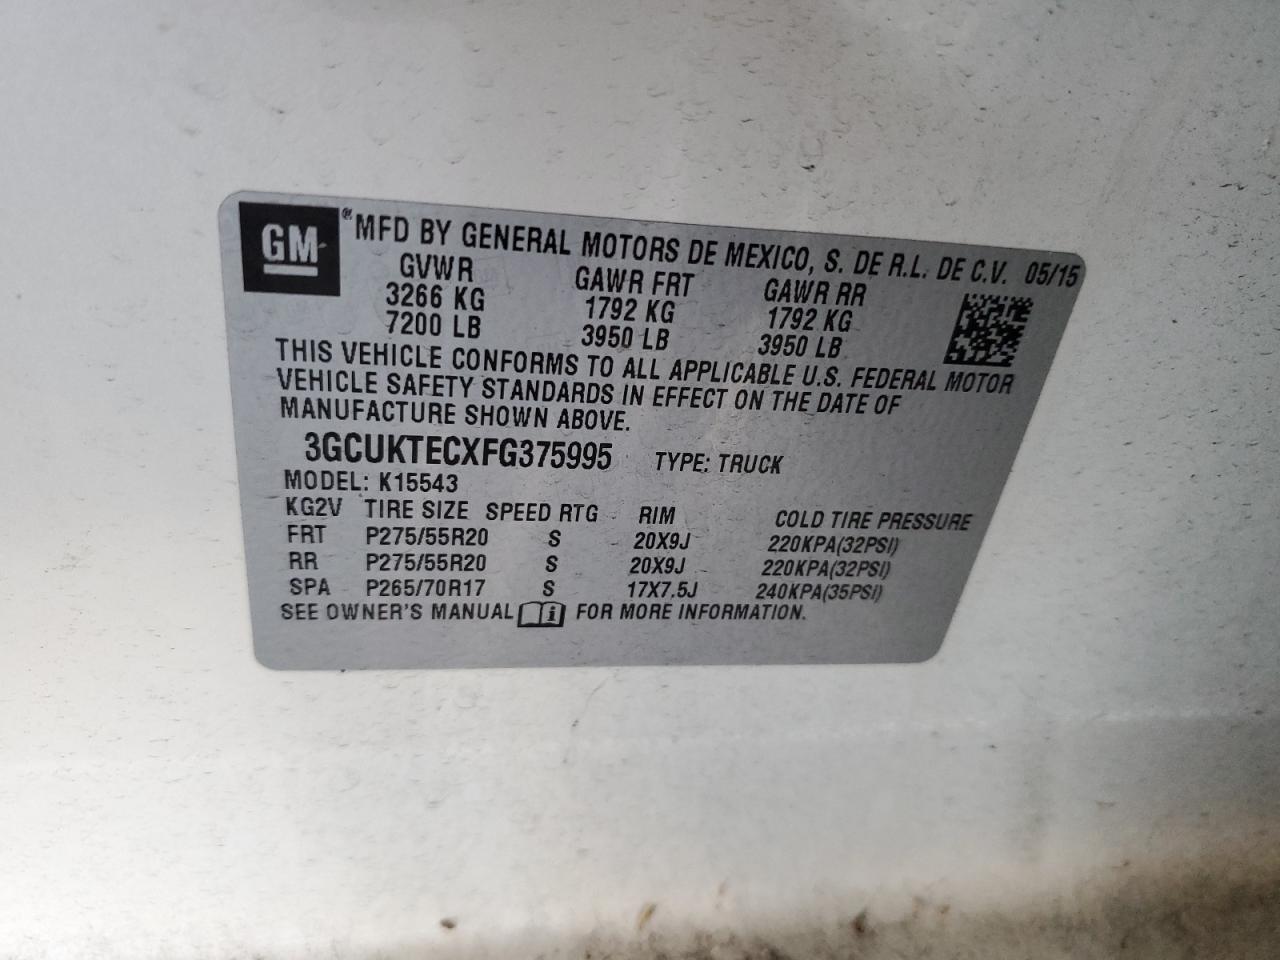 GM ® MFD BY GENERAL MOTORS DE MEXICO, S. DE R.L. DE C.V. 05/15
GVWR GAWR FRT GAWR RR
3266 KG 1792 KG 1792 KG
7200 LB 3950 LB 3950 LB
THIS VEHICLE CONFORMS TO ALL APPLICABLE U.S. FEDERAL MOTOR
VEHICLE SAFETY STANDARDS IN EFFECT ON THE DATE OF
MANUFACTURE SHOWN ABOVE.
3GCUKTECXFG375995 TYPE: TRUCK
MODEL: K15543
KG2V TIRE SIZE SPEED RTG RIM COLD TIRE PRESSURE
FRT P275/55R20 S 20X9J 220KPA(32PSI)
RR P275/55R20 S 20X9J 220KPA(32PSI)
SPA P265/70R17 S 17X7.5J 240KPA(35PSI)
SEE OWNER'S MANUAL i FOR MORE INFORMATION.